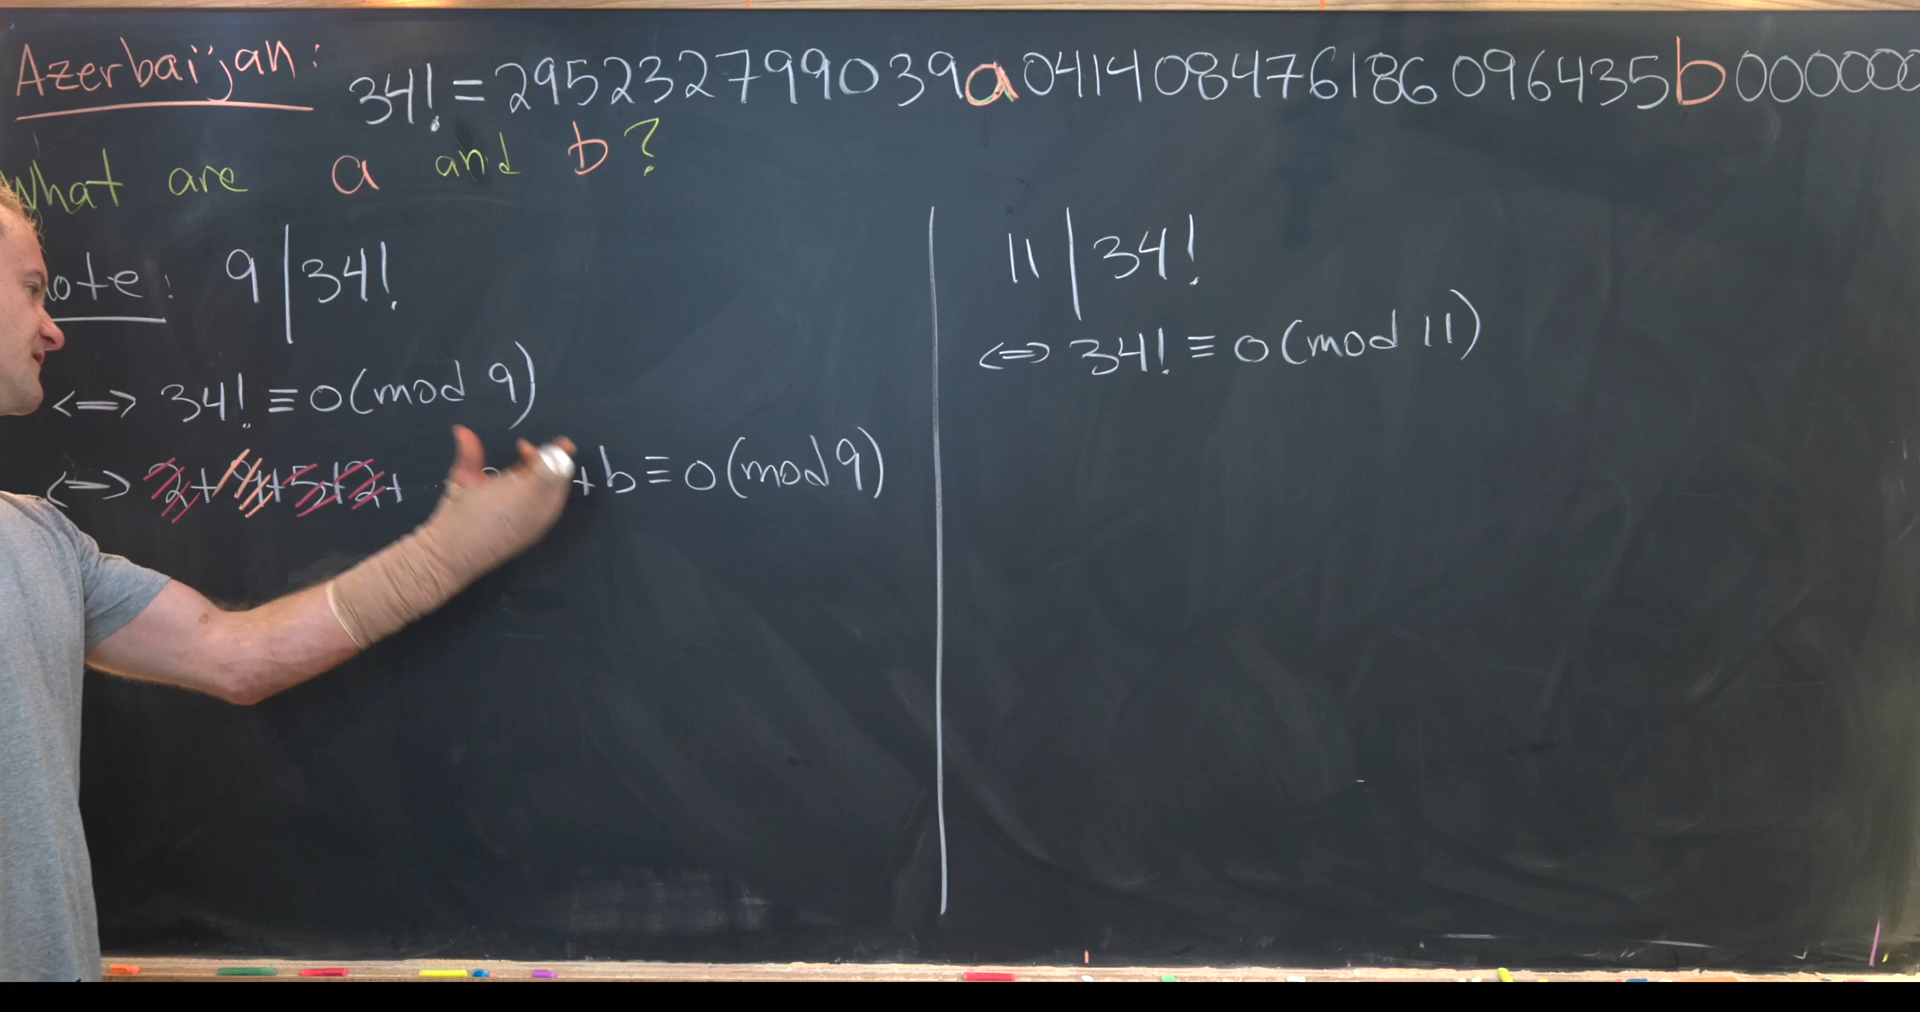 Azerbaijan: 34! = 295232799039a041408476186096435b000000
What are a and b?
ote: 9 | 34!
⟺ 34! ≡ 0 (mod 9)
⟺ 2+9+5+2+ +b ≡ 0 (mod 9)
11 | 34!
⟺ 34! ≡ 0 (mod 11)